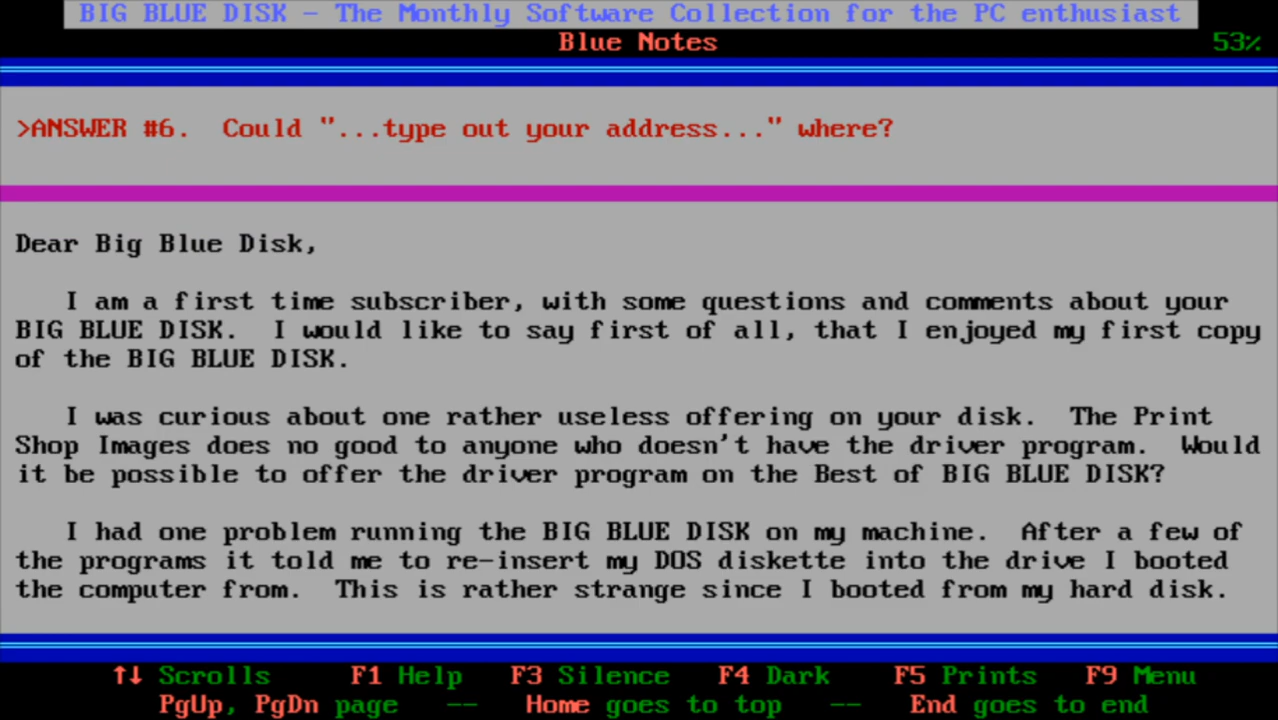 BIG BLUE DISK - The Monthly Software Collection for the PC enthusiast
Blue Notes 53%
>ANSWER #6.  Could "...type out your address..." where?
Dear Big Blue Disk,
I am a first time subscriber, with some questions and comments about your
BIG BLUE DISK.  I would like to say first of all, that I enjoyed my first copy
of the BIG BLUE DISK.
I was curious about one rather useless offering on your disk.  The Print
Shop Images does no good to anyone who doesn't have the driver program.  Would
it be possible to offer the driver program on the Best of BIG BLUE DISK?
I had one problem running the BIG BLUE DISK on my machine.  After a few of
the programs it told me to re-insert my DOS diskette into the drive I booted
the computer from.  This is rather strange since I booted from my hard disk.
↑↓ Scrolls F1 Help F3 Silence F4 Dark F5 Prints F9 Menu
PgUp, PgDn page -- Home goes to top -- End goes to end